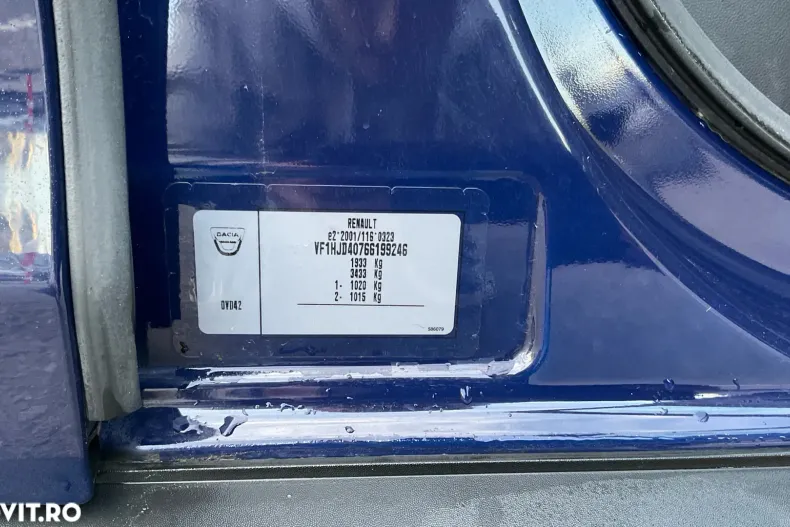 DACIA
RENAULT
e2*2001/116*0323
VF1HJD40766199246
1933 Kg
3433 Kg
1- 1020 Kg
2- 1015 Kg
VIT.RO